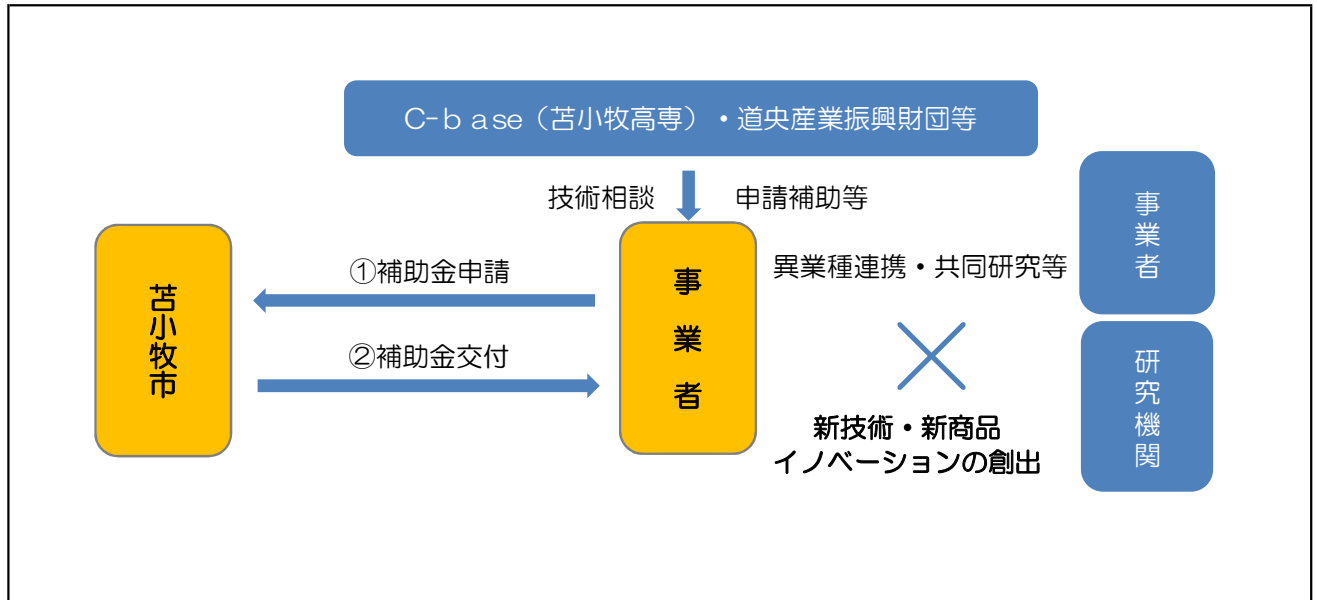 C-base（苫小牧高専）・道央産業振興財団等
技術相談
申請補助等
苫小牧市
①補助金申請
②補助金交付
事業者
異業種連携・共同研究等
新技術・新商品
イノベーションの創出
事業者
研究機関